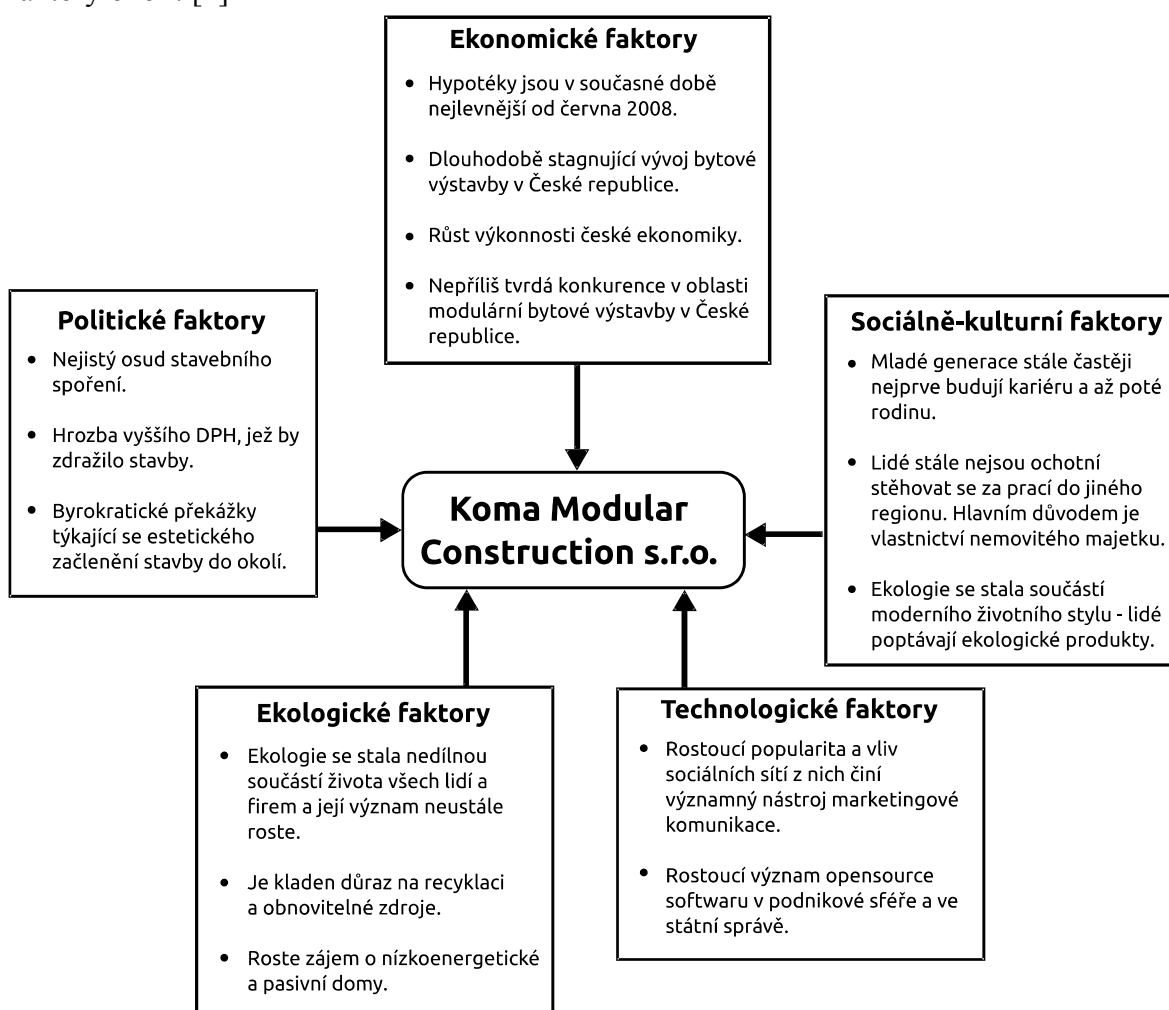 Ekonomické faktory
• Hypotéky jsou v současné době
nejlevnější od června 2008.
• Dlouhodobě stagnující vývoj bytové
výstavby v České republice.
• Růst výkonnosti české ekonomiky.
• Nepříliš tvrdá konkurence v oblasti
modulární bytové výstavby v České
republice.
Politické faktory
• Nejistý osud stavebního
spoření.
• Hrozba vyššího DPH, jež by
zdražilo stavby.
• Byrokratické překážky
týkající se estetického
začlenění stavby do okolí.
Koma Modular
Construction s.r.o.
Sociálně-kulturní faktory
• Mladé generace stále častěji
nejprve budují kariéru a až poté
rodinu.
• Lidé stále nejsou ochotní
stěhovat se za prací do jiného
regionu. Hlavním důvodem je
vlastnictví nemovitého majetku.
• Ekologie se stala součástí
moderního životního stylu - lidé
poptávají ekologické produkty.
Ekologické faktory
• Ekologie se stala nedílnou
součástí života všech lidí a
firem a její význam neustále
roste.
• Je kladen důraz na recyklaci
a obnovitelné zdroje.
• Roste zájem o nízkoenergetické
a pasivní domy.
Technologické faktory
• Rostoucí popularita a vliv
sociálních sítí z nich činí
významný nástroj marketingové
komunikace.
• Rostoucí význam opensource
softwaru v podnikové sféře a ve
státní správě.